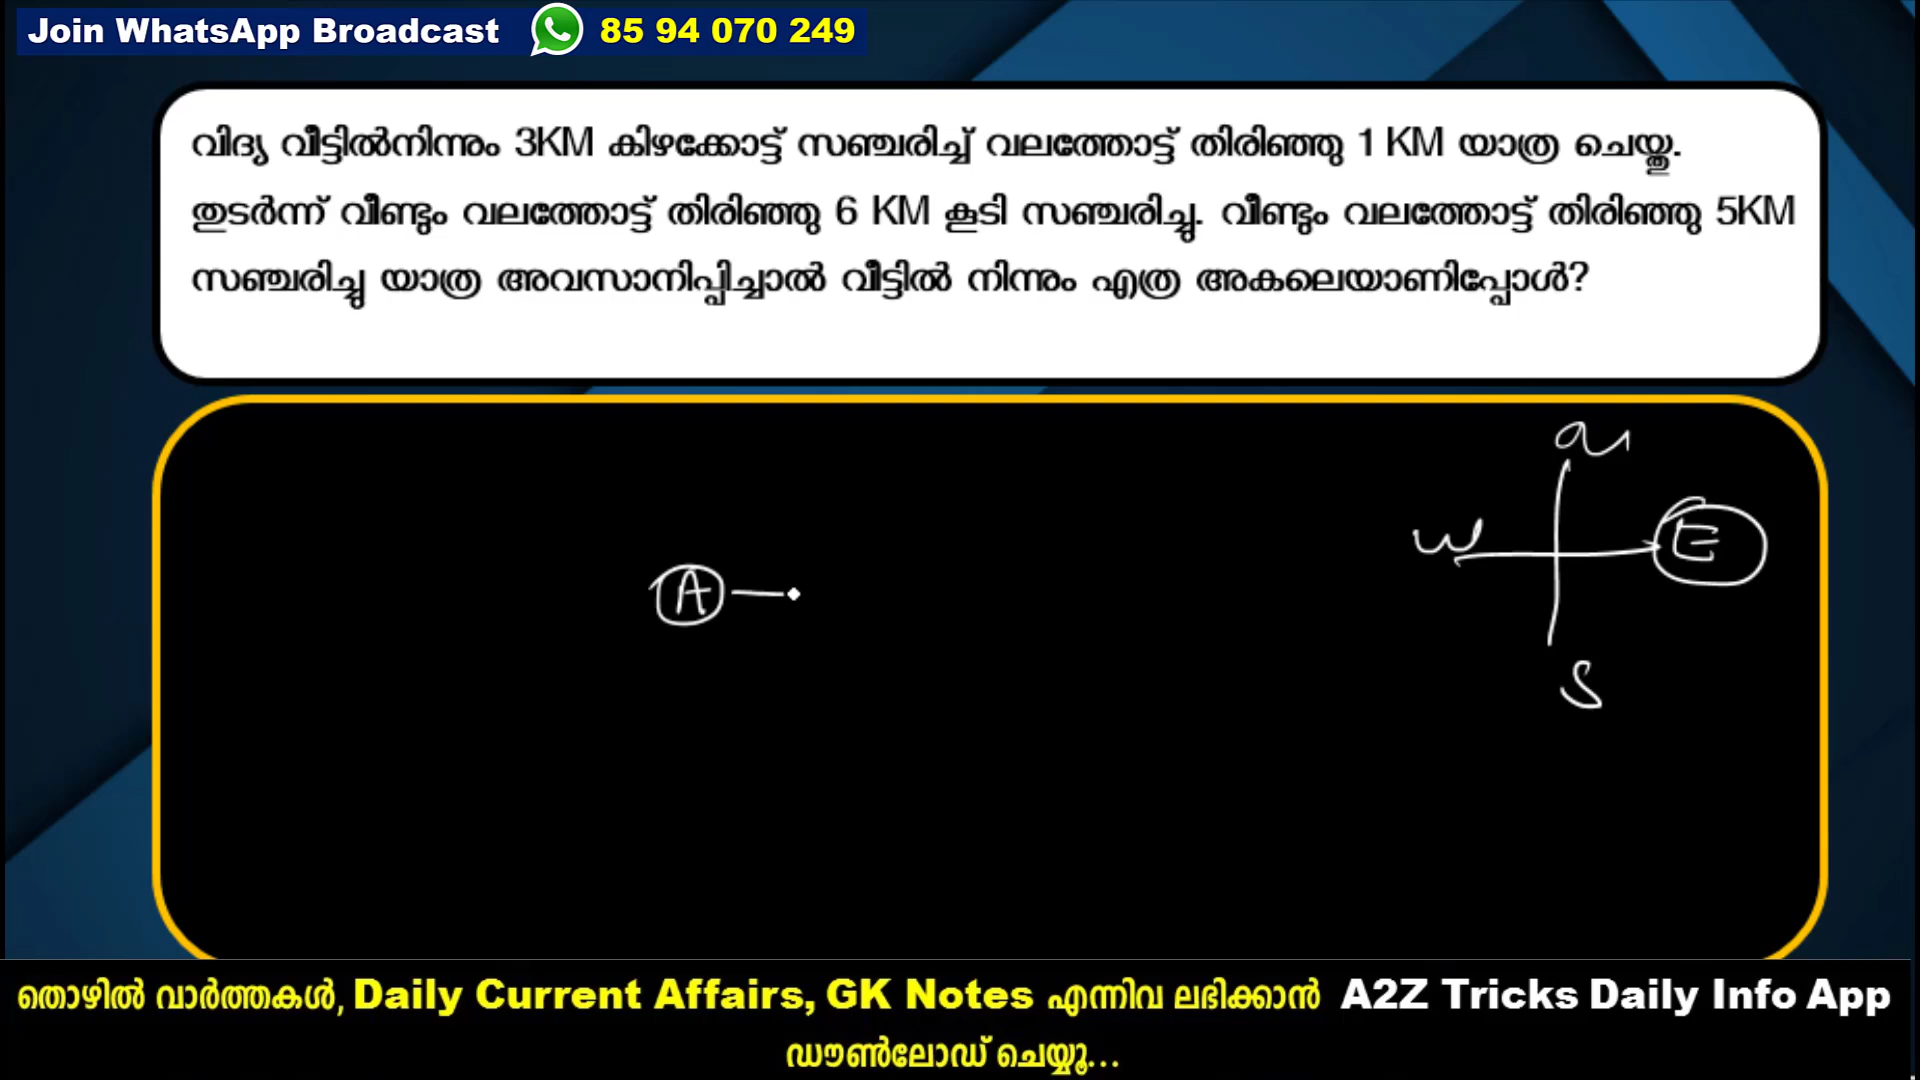 Join WhatsApp Broadcast 85 94 070 249
വിദ്യ വീട്ടിൽനിന്നും 3KM കിഴക്കോട്ട് സഞ്ചരിച്ച് വലത്തോട്ട് തിരിഞ്ഞു 1 KM യാത്ര ചെയ്തു.
തുടർന്ന് വീണ്ടും വലത്തോട്ട് തിരിഞ്ഞു 6 KM കൂടി സഞ്ചരിച്ചു. വീണ്ടും വലത്തോട്ട് തിരിഞ്ഞു 5KM
സഞ്ചരിച്ചു യാത്ര അവസാനിപ്പിച്ചാൽ വീട്ടിൽ നിന്നും എത്ര അകലെയാണിപ്പോൾ?
W E
A
S
തൊഴിൽ വാർത്തകൾ, Daily Current Affairs, GK Notes എന്നിവ ലഭിക്കാൻ A2Z Tricks Daily Info App
ഡൗൺലോഡ് ചെയ്യൂ...